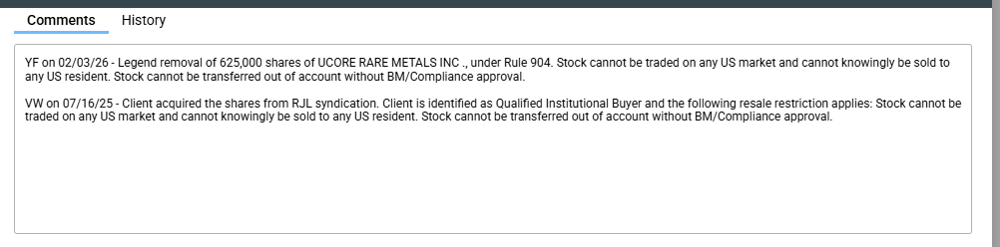 Comments History
YF on 02/03/26 - Legend removal of 625,000 shares of UCORE RARE METALS INC ., under Rule 904. Stock cannot be traded on any US market and cannot knowingly be sold to
any US resident. Stock cannot be transferred out of account without BM/Compliance approval.
VW on 07/16/25 - Client acquired the shares from RJL syndication. Client is identified as Qualified Institutional Buyer and the following resale restriction applies: Stock cannot be
traded on any US market and cannot knowingly be sold to any US resident. Stock cannot be transferred out of account without BM/Compliance approval.